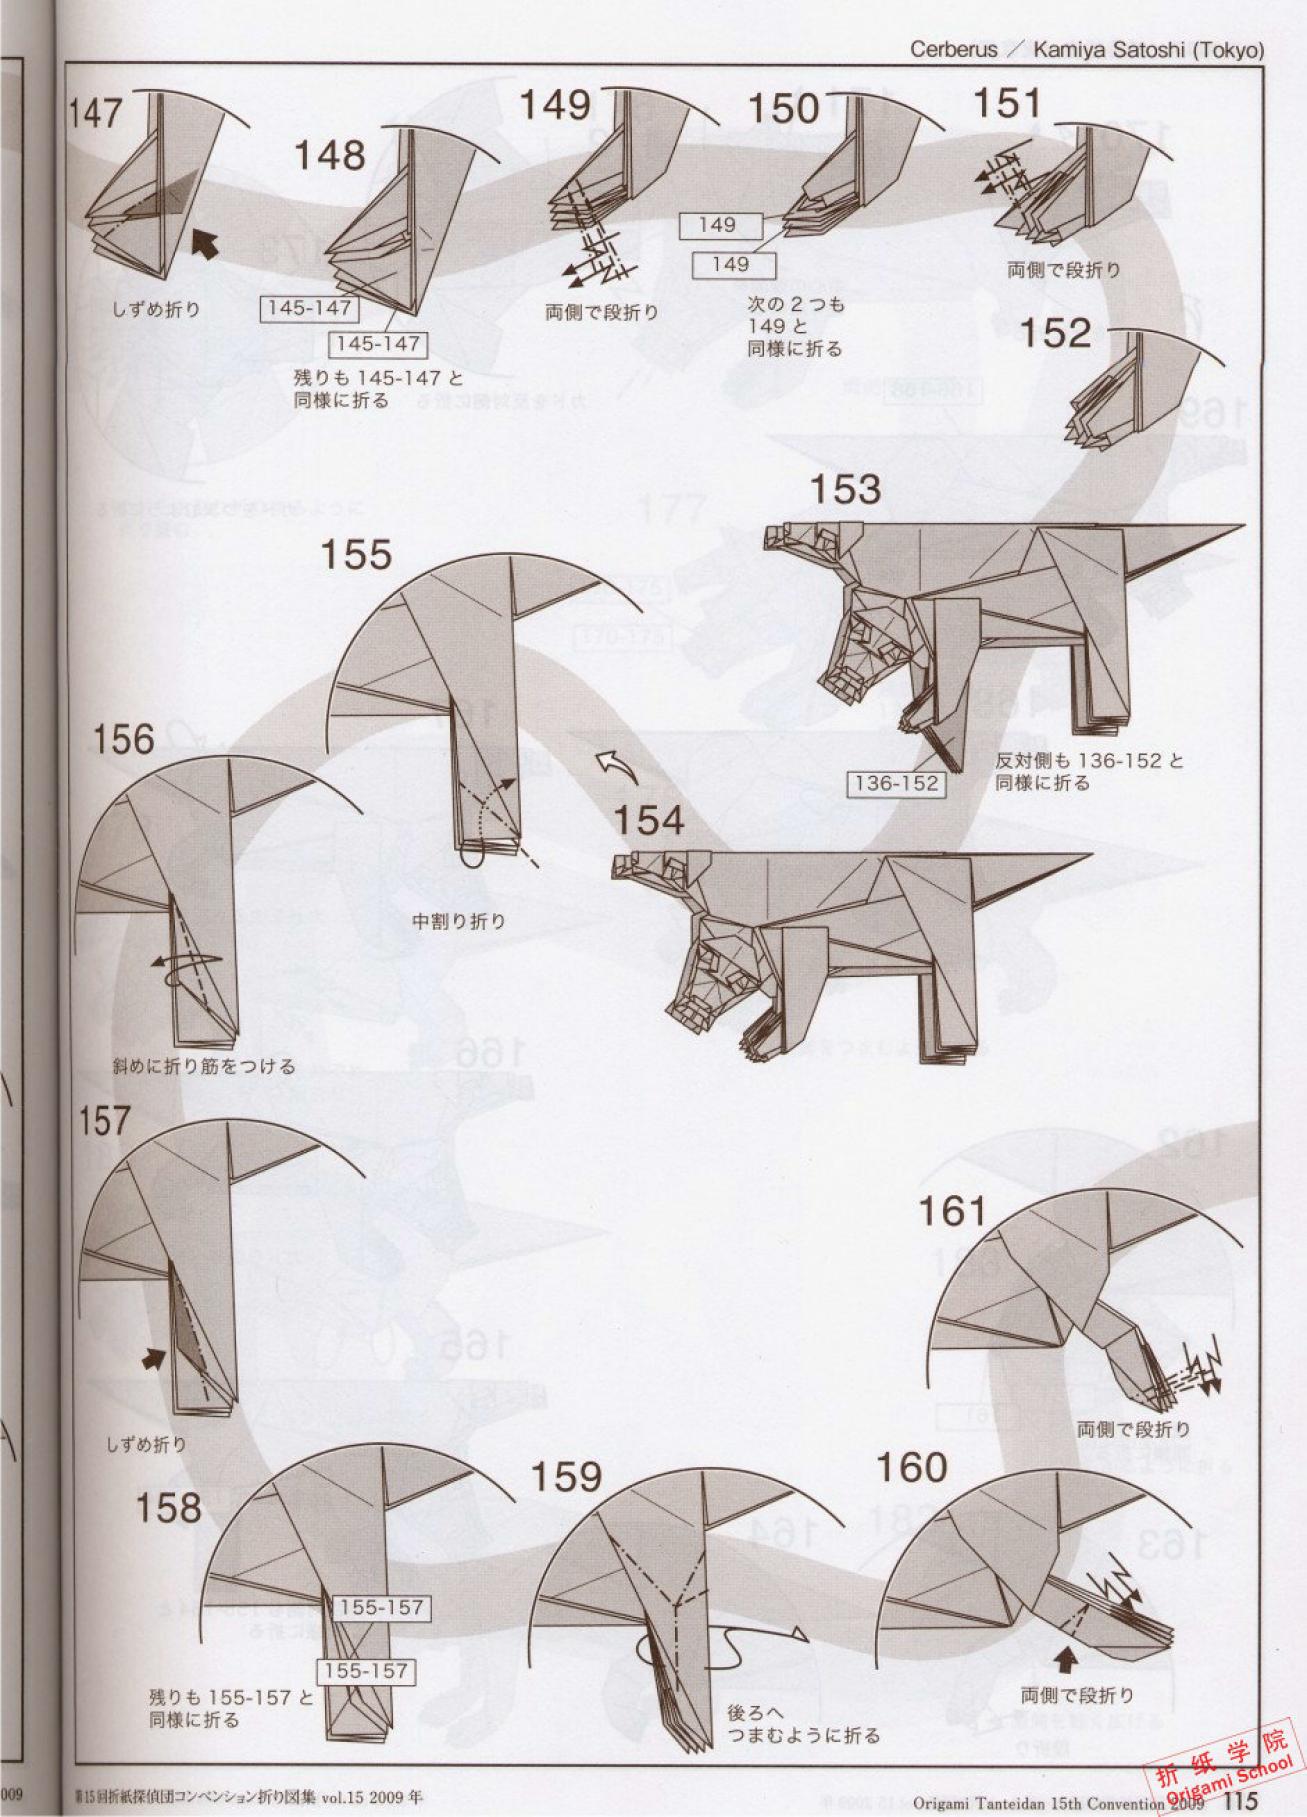 Cerberus ／ Kamiya Satoshi (Tokyo)
147
しずめ折り
148
145-147
145-147
残りも 145-147 と
同様に折る
149
両側で段折り
150
149
149
次の 2 つも
149 と
同様に折る
151
両側で段折り
152
153
136-152
反対側も 136-152 と
同様に折る
154
155
中割り折り
156
斜めに折り筋をつける
157
しずめ折り
158
155-157
155-157
残りも 155-157 と
同様に折る
159
後ろへ
つまむように折る
160
両側で段折り
161
両側で段折り
009
第15回折紙探偵団コンベンション折り図集 vol.15 2009 年
Origami Tanteidan 15th Convention 2009 115
折 纸 学 院
Origami School